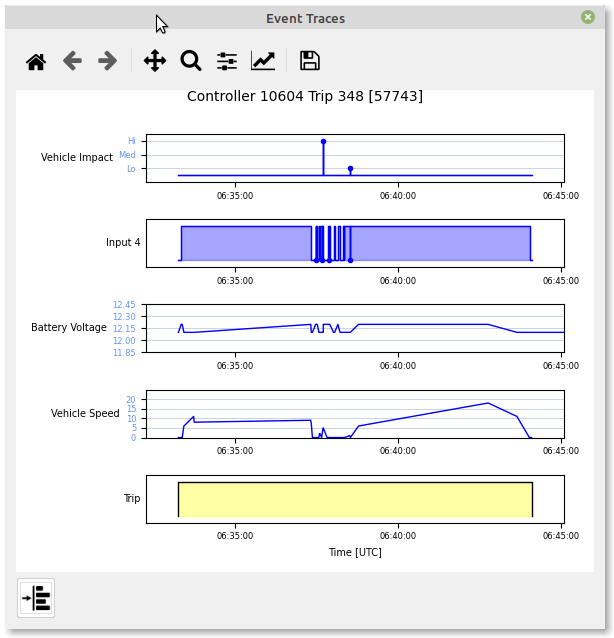 Event Traces
Controller 10604 Trip 348 [57743]
Vehicle Impact
Hi
Med
Lo
06:35:00 06:40:00 06:45:00
Input 4
06:35:00 06:40:00 06:45:00
Battery Voltage
12.45
12.30
12.15
12.00
11.85
06:35:00 06:40:00 06:45:00
Vehicle Speed
20
15
10
5
0
06:35:00 06:40:00 06:45:00
Trip
06:35:00 06:40:00 06:45:00
Time [UTC]